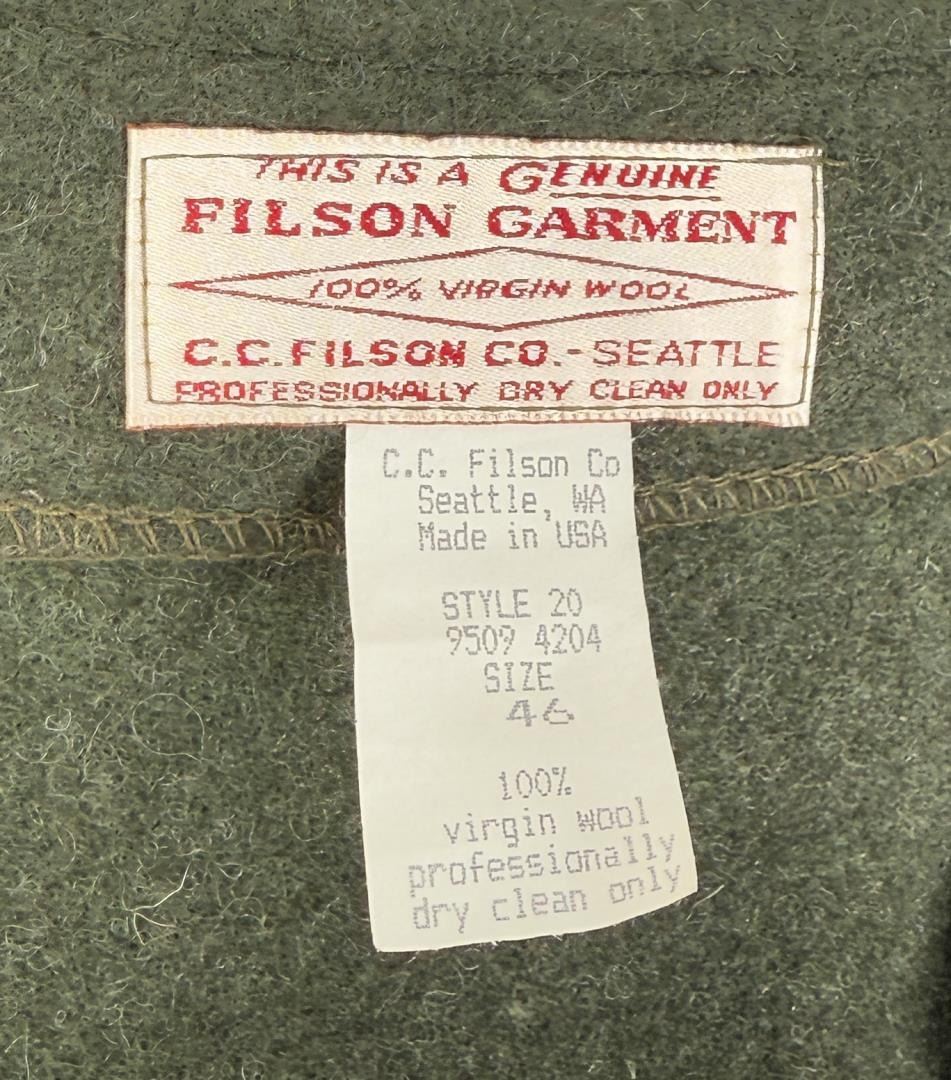 THIS IS A GENUINE
FILSON GARMENT
100% VIRGIN WOOL
C.C. FILSON CO.-SEATTLE
PROFESSIONALLY DRY CLEAN ONLY
C.C. Filson Co
Seattle, WA
Made in USA
STYLE 20
9509 4204
SIZE
46
100%
virgin wool
professionally
dry clean only